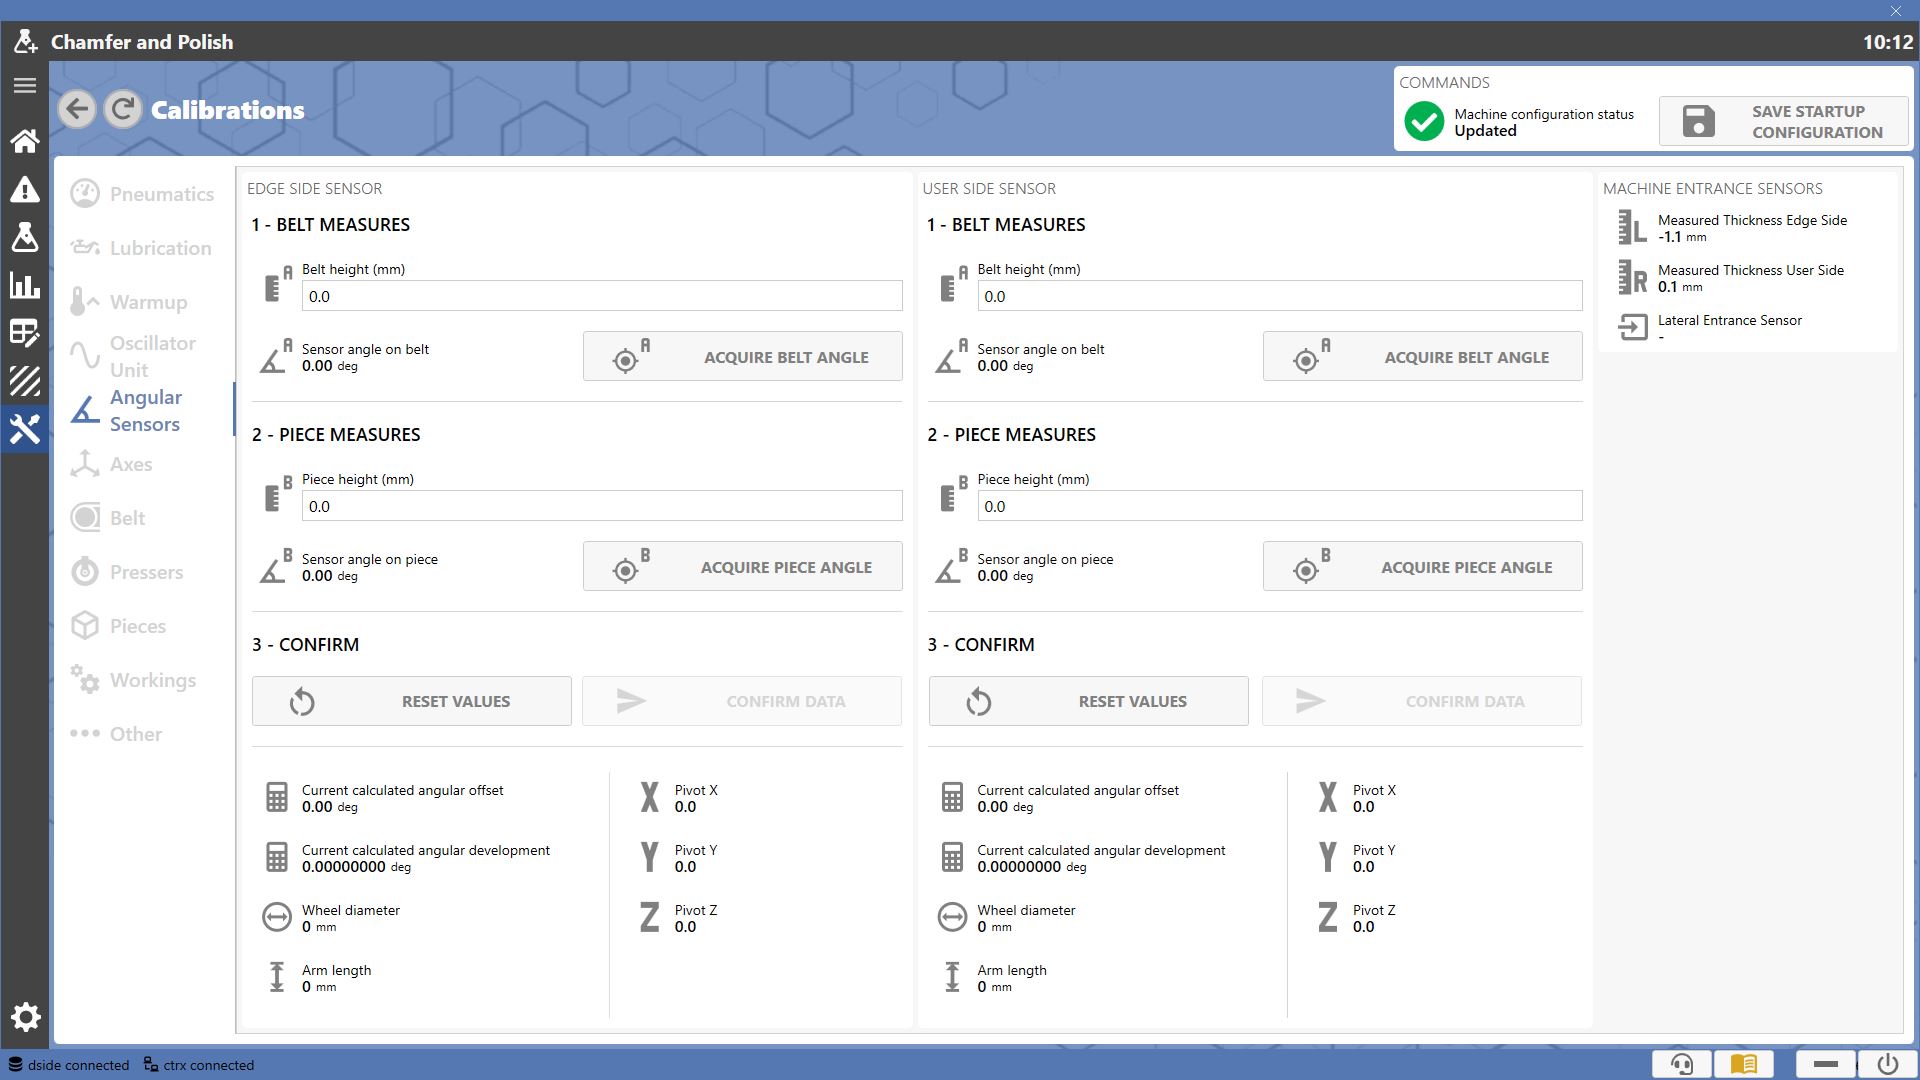 Chamfer and Polish
10:12
Calibrations
COMMANDS
Machine configuration status
Updated
SAVE STARTUP
CONFIGURATION
Pneumatics
Lubrication
Warmup
Oscillator
Unit
Angular
Sensors
Axes
Belt
Pressers
Pieces
Workings
Other
EDGE SIDE SENSOR
1 - BELT MEASURES
A
Belt height (mm)
0.0
A
Sensor angle on belt
0.00 deg
A
ACQUIRE BELT ANGLE
2 - PIECE MEASURES
B
Piece height (mm)
0.0
B
Sensor angle on piece
0.00 deg
B
ACQUIRE PIECE ANGLE
3 - CONFIRM
RESET VALUES
CONFIRM DATA
Current calculated angular offset
0.00 deg
Current calculated angular development
0.00000000 deg
Wheel diameter
0 mm
Arm length
0 mm
X
Pivot X
0.0
Y
Pivot Y
0.0
Z
Pivot Z
0.0
USER SIDE SENSOR
1 - BELT MEASURES
A
Belt height (mm)
0.0
A
Sensor angle on belt
0.00 deg
A
ACQUIRE BELT ANGLE
2 - PIECE MEASURES
B
Piece height (mm)
0.0
B
Sensor angle on piece
0.00 deg
B
ACQUIRE PIECE ANGLE
3 - CONFIRM
RESET VALUES
CONFIRM DATA
Current calculated angular offset
0.00 deg
Current calculated angular development
0.00000000 deg
Wheel diameter
0 mm
Arm length
0 mm
X
Pivot X
0.0
Y
Pivot Y
0.0
Z
Pivot Z
0.0
MACHINE ENTRANCE SENSORS
L
Measured Thickness Edge Side
-1.1 mm
R
Measured Thickness User Side
0.1 mm
Lateral Entrance Sensor
-
dside connected
ctrx connected